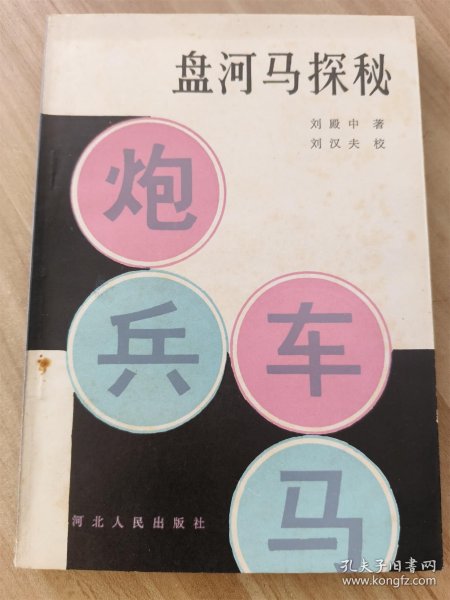 盘河马探秘
刘殿中 著
刘汉夫 校
炮
兵 车
马
河北人民出版社
孔夫子旧书网
www.kongfz.com